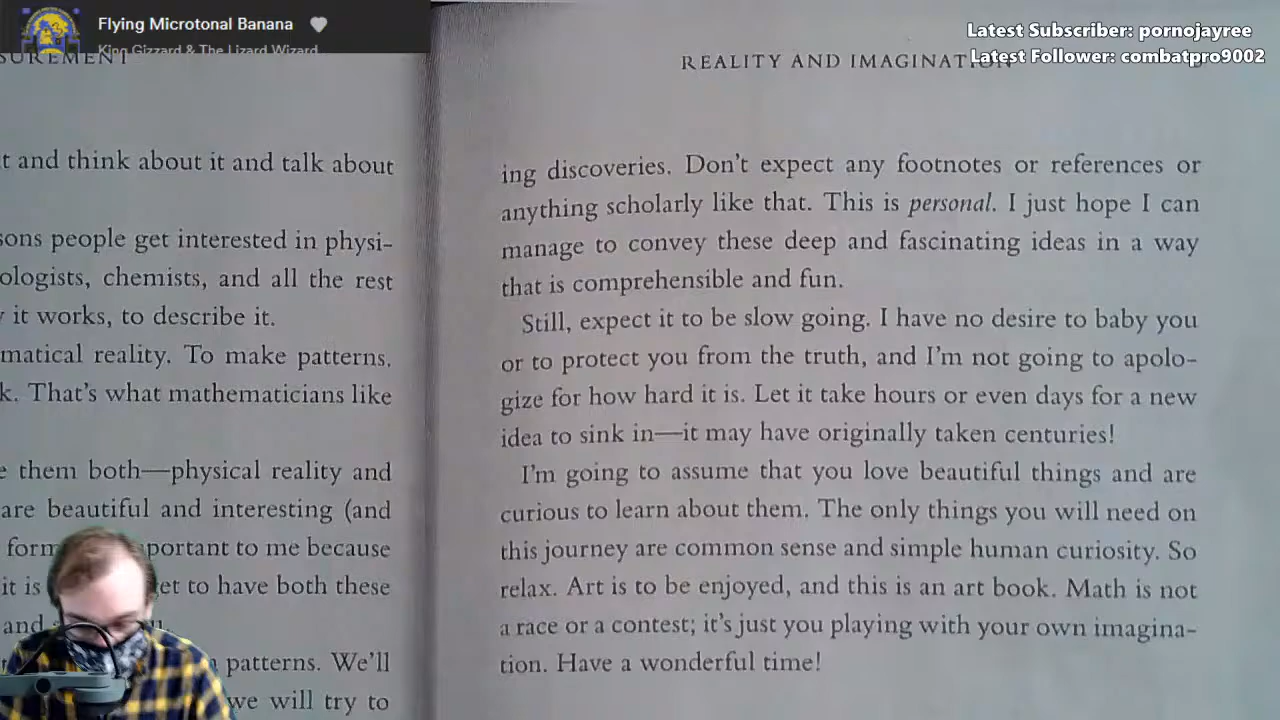 Flying Microtonal Banana
King Gizzard & The Lizard Wizard
Latest Subscriber: pornojayree
Latest Follower: combatpro9002
SUREMENT
t and think about it and talk about
sons people get interested in physi-
ologists, chemists, and all the rest
it works, to describe it.
matical reality. To make patterns.
k. That's what mathematicians like
e them both—physical reality and
are beautiful and interesting (and
form portant to me because
it is et to have both these
and
patterns. We'll
we will try to
REALITY AND IMAGINATION
ing discoveries. Don't expect any footnotes or references or
anything scholarly like that. This is personal. I just hope I can
manage to convey these deep and fascinating ideas in a way
that is comprehensible and fun.
Still, expect it to be slow going. I have no desire to baby you
or to protect you from the truth, and I'm not going to apolo-
gize for how hard it is. Let it take hours or even days for a new
idea to sink in—it may have originally taken centuries!
I'm going to assume that you love beautiful things and are
curious to learn about them. The only things you will need on
this journey are common sense and simple human curiosity. So
relax. Art is to be enjoyed, and this is an art book. Math is not
a race or a contest; it's just you playing with your own imagina-
tion. Have a wonderful time!